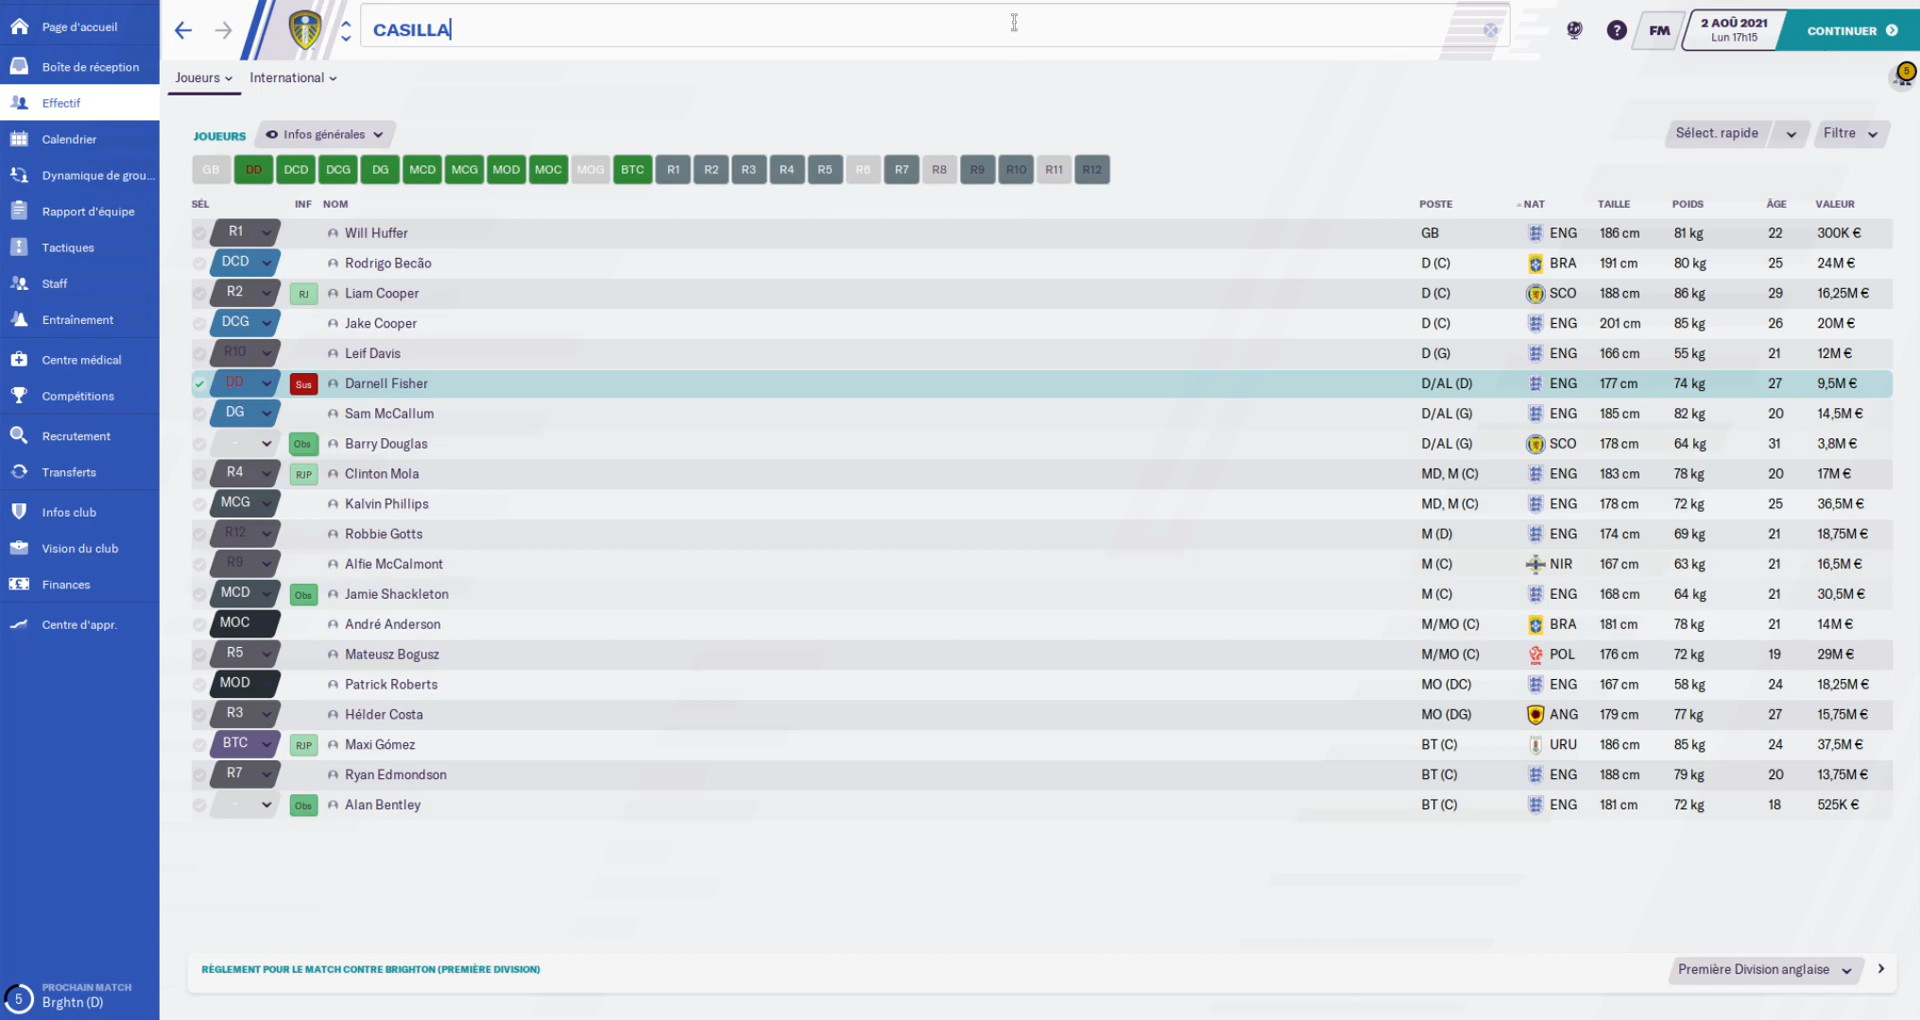 Page d'accueil
Boîte de réception
Effectif
Calendrier
Dynamique de grou...
Rapport d'équipe
Tactiques
Staff
Entraînement
Centre médical
Compétitions
Recrutement
Transferts
Infos club
Vision du club
Finances
Centre d'appr.
5 PROCHAIN MATCH
Brghtn (D)
CASILLA
? FM 2 AOÛ 2021 CONTINUER
Lun 17h15
5
Joueurs International
JOUEURS Infos générales Sélect. rapide Filtre
GB DD DCD DCG DG MCD MCG MOD MOC MOG BTC R1 R2 R3 R4 R5 R6 R7 R8 R9 R10 R11 R12
SÉL INF NOM POSTE NAT TAILLE POIDS ÂGE VALEUR
R1 Will Huffer GB ENG 186 cm 81 kg 22 300K €
DCD Rodrigo Becão D (C) BRA 191 cm 80 kg 25 24M €
R2 RJ Liam Cooper D (C) SCO 188 cm 86 kg 29 16,25M €
DCG Jake Cooper D (C) ENG 201 cm 85 kg 26 20M €
R10 Leif Davis D (G) ENG 166 cm 55 kg 21 12M €
DD Sus Darnell Fisher D/AL (D) ENG 177 cm 74 kg 27 9,5M €
DG Sam McCallum D/AL (G) ENG 185 cm 82 kg 20 14,5M €
- Obs Barry Douglas D/AL (G) SCO 178 cm 64 kg 31 3,8M €
R4 RJP Clinton Mola MD, M (C) ENG 183 cm 78 kg 20 17M €
MCG Kalvin Phillips MD, M (C) ENG 178 cm 72 kg 25 36,5M €
R12 Robbie Gotts M (D) ENG 174 cm 69 kg 21 18,75M €
R9 Alfie McCalmont M (C) NIR 167 cm 63 kg 21 16,5M €
MCD Obs Jamie Shackleton M (C) ENG 168 cm 64 kg 21 30,5M €
MOC André Anderson M/MO (C) BRA 181 cm 78 kg 21 14M €
R5 Mateusz Bogusz M/MO (C) POL 176 cm 72 kg 19 29M €
MOD Patrick Roberts MO (DC) ENG 167 cm 58 kg 24 18,25M €
R3 Hélder Costa MO (DG) ANG 179 cm 77 kg 27 15,75M €
BTC RJP Maxi Gómez BT (C) URU 186 cm 85 kg 24 37,5M €
R7 Ryan Edmondson BT (C) ENG 188 cm 79 kg 20 13,75M €
- Obs Alan Bentley BT (C) ENG 181 cm 72 kg 18 525K €
RÈGLEMENT POUR LE MATCH CONTRE BRIGHTON (PREMIÈRE DIVISION) Première Division anglaise